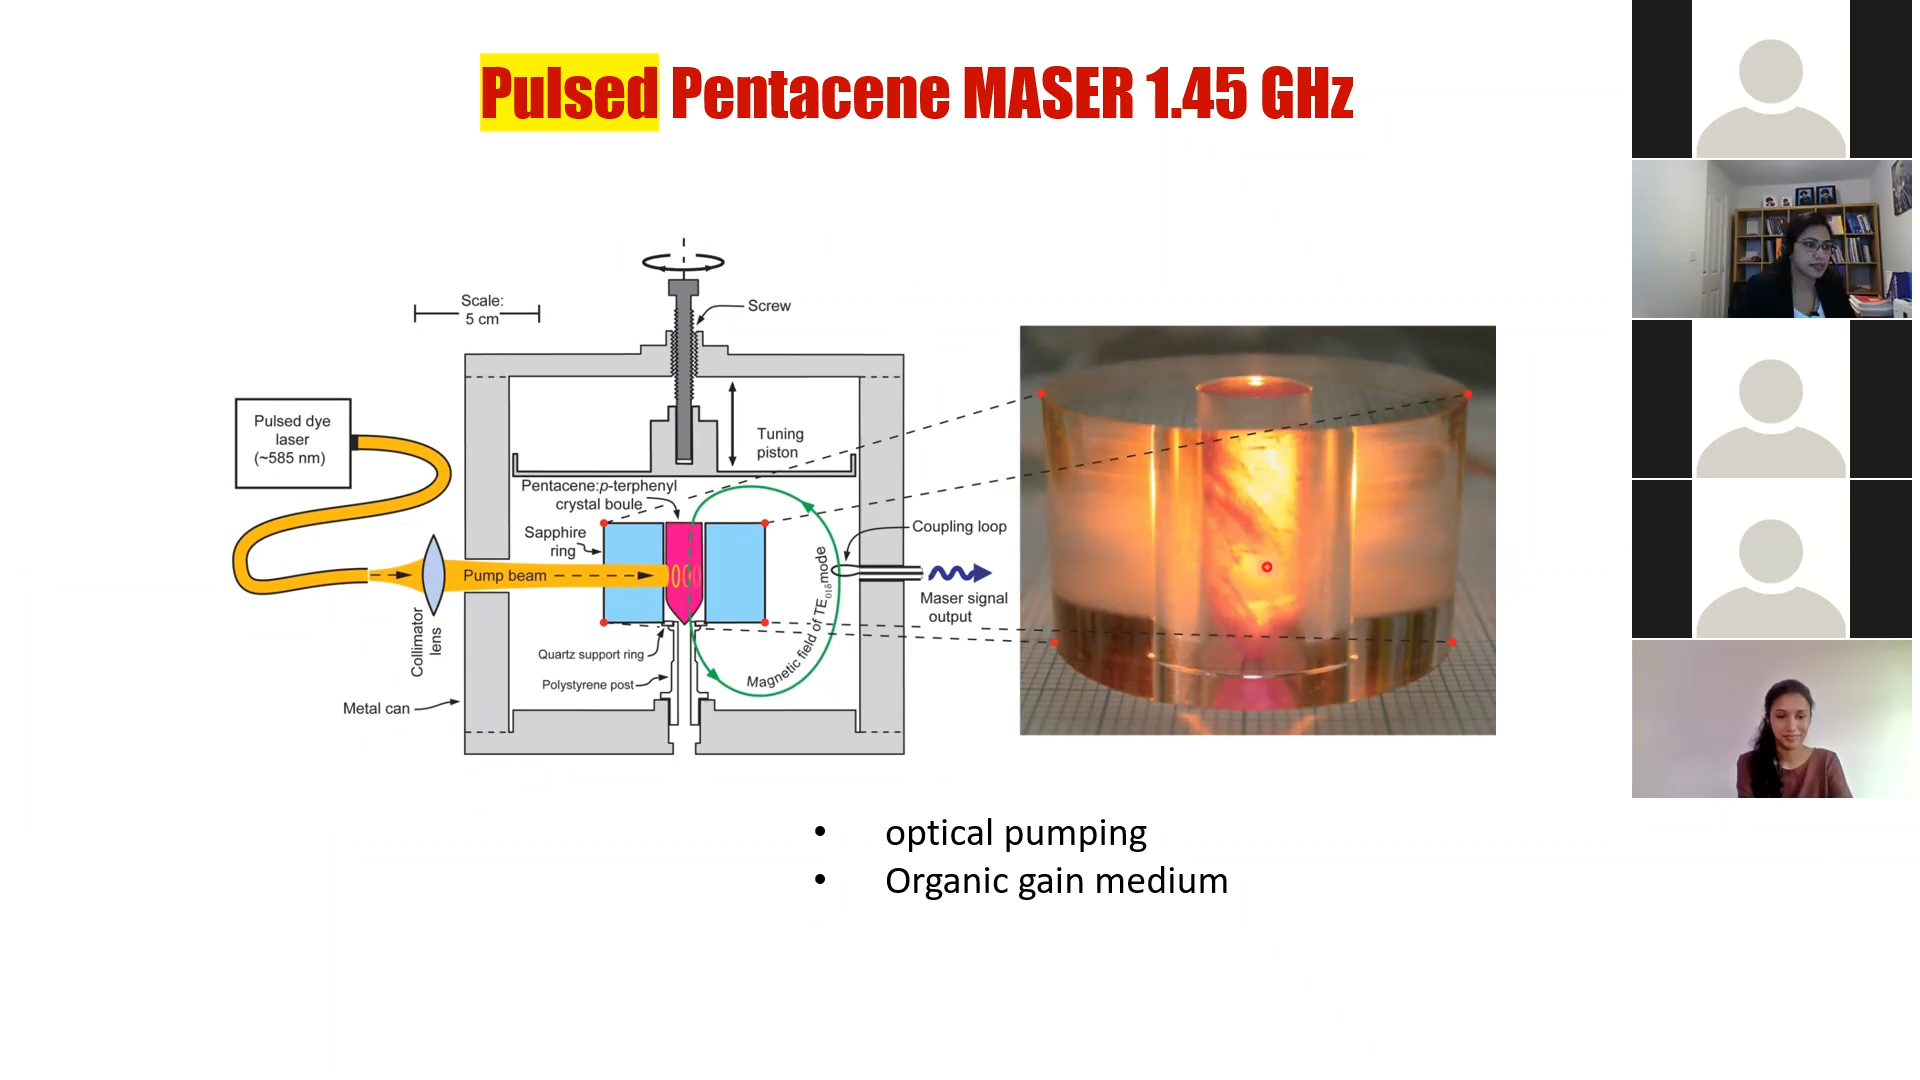 Pulsed Pentacene MASER 1.45 GHz
Scale:
5 cm
Screw
Pulsed dye
laser
(~585 nm)
Tuning
piston
Pentacene:p-terphenyl
crystal boule
Sapphire
ring
Coupling loop
Pump beam
Magnetic field of TE01δ mode
Maser signal
output
Collimator
lens
Quartz support ring
Polystyrene post
Metal can
• optical pumping
• Organic gain medium